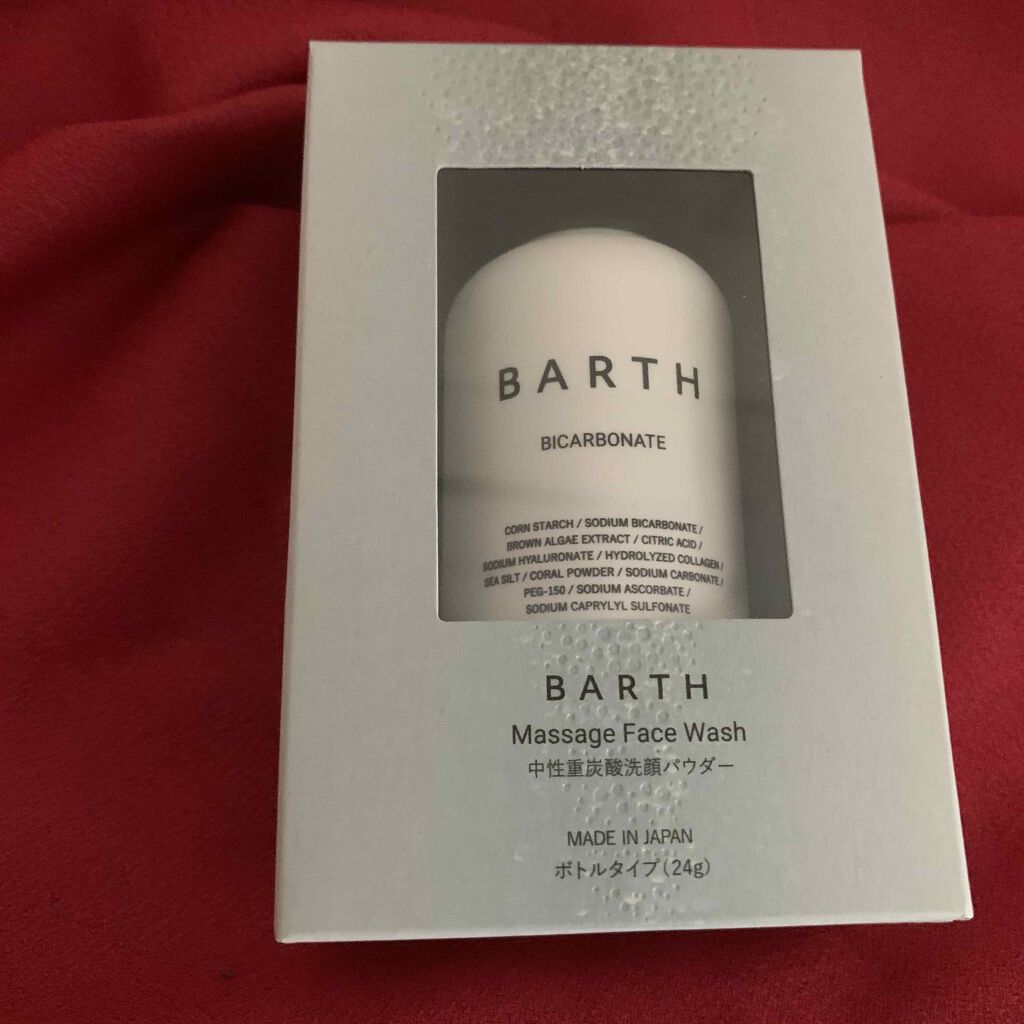 BARTH
BICARBONATE
CORN STARCH / SODIUM BICARBONATE /
BROWN ALGAE EXTRACT / CITRIC ACID /
SODIUM HYALURONATE / HYDROLYZED COLLAGEN /
SEA SILT / CORAL POWDER / SODIUM CARBONATE /
PEG-150 / SODIUM ASCORBATE /
SODIUM CAPRYLYL SULFONATE
BARTH
Massage Face Wash
中性重炭酸洗顔パウダー
MADE IN JAPAN
ボトルタイプ(24g)